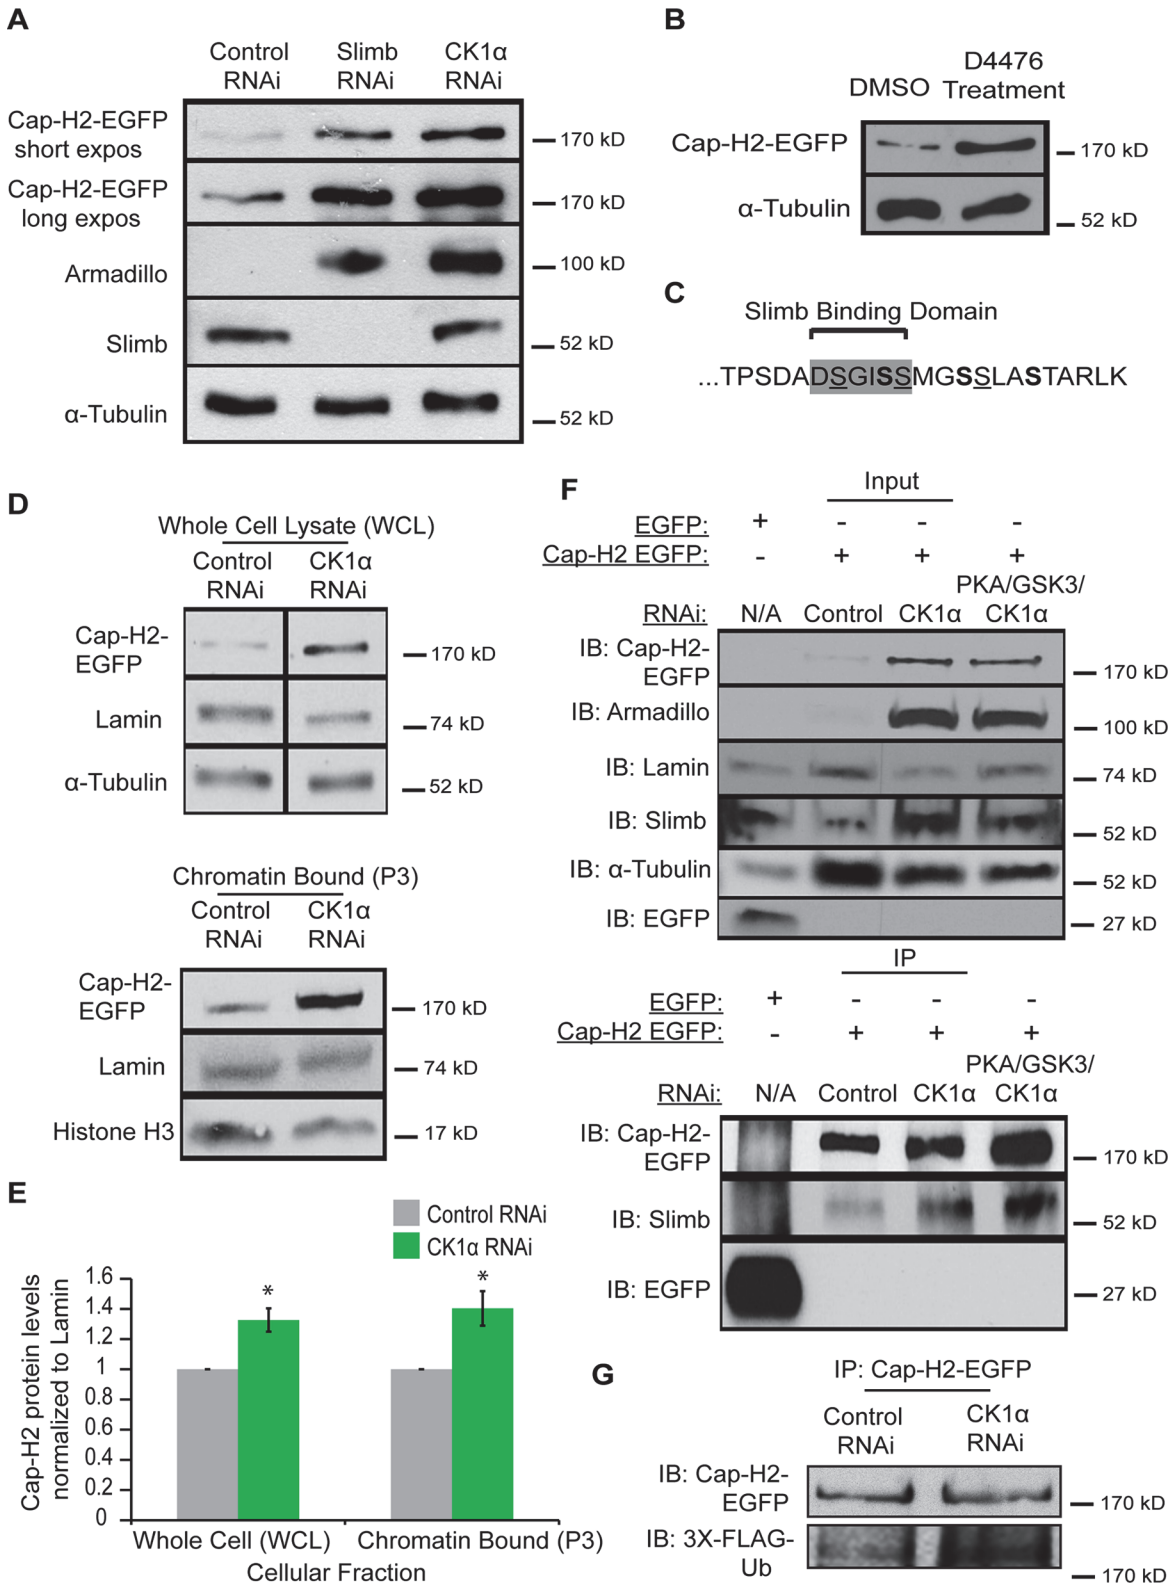 A
Control RNAi
Slimb RNAi
CK1α RNAi
Cap-H2-EGFP short expos
170 kD
Cap-H2-EGFP long expos
170 kD
Armadillo
100 kD
Slimb
52 kD
α-Tubulin
52 kD
B
DMSO
D4476 Treatment
Cap-H2-EGFP
170 kD
α-Tubulin
52 kD
C
Slimb Binding Domain
...TPSDADSGISSMGSSLASTARLK
D
Whole Cell Lysate (WCL)
Control RNAi
CK1α RNAi
Cap-H2-EGFP
170 kD
Lamin
74 kD
α-Tubulin
52 kD
Chromatin Bound (P3)
Control RNAi
CK1α RNAi
Cap-H2-EGFP
170 kD
Lamin
74 kD
Histone H3
17 kD
E
Control RNAi
CK1α RNAi
Cap-H2 protein levels normalized to Lamin
1.6
1.4
1.2
1
0.8
0.6
0.4
0.2
0
Whole Cell (WCL)
Chromatin Bound (P3)
Cellular Fraction
F
Input
EGFP: + - - -
Cap-H2 EGFP: - + + +
RNAi: N/A Control CK1α PKA/GSK3/CK1α
IB: Cap-H2-EGFP
170 kD
IB: Armadillo
100 kD
IB: Lamin
74 kD
IB: Slimb
52 kD
IB: α-Tubulin
52 kD
IB: EGFP
27 kD
IP
EGFP: + - - -
Cap-H2 EGFP: - + + +
RNAi: N/A Control CK1α PKA/GSK3/CK1α
IB: Cap-H2-EGFP
170 kD
IB: Slimb
52 kD
IB: EGFP
27 kD
G
IP: Cap-H2-EGFP
Control RNAi
CK1α RNAi
IB: Cap-H2-EGFP
170 kD
IB: 3X-FLAG-Ub
170 kD